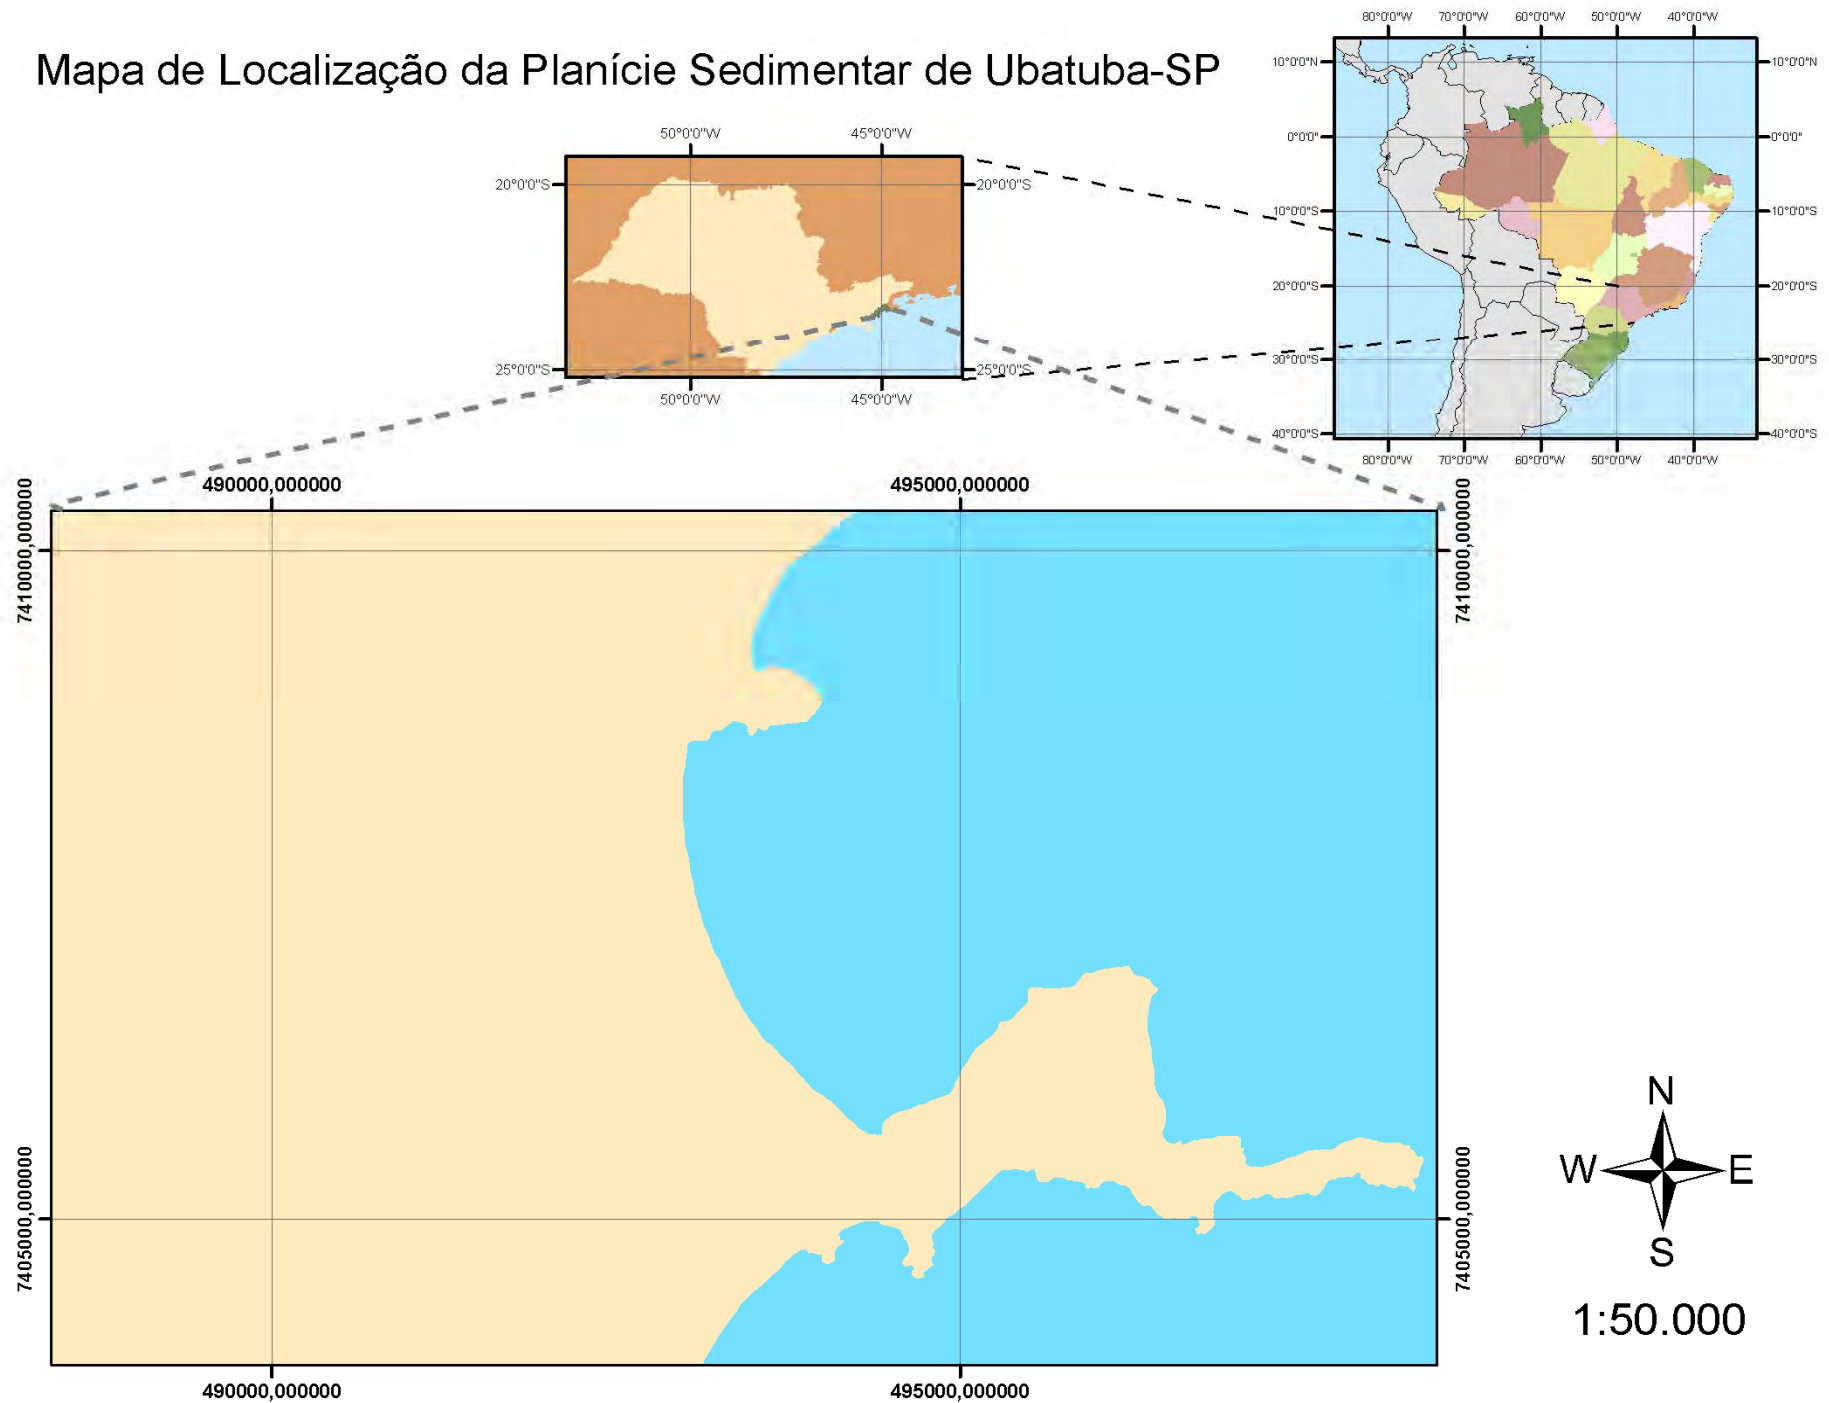 80°0'0"W 70°0'0"W 60°0'0"W 50°0'0"W 40°0'0"W
Mapa de Localização da Planície Sedimentar de Ubatuba-SP
10°0'0"N 10°0'0"N
50°0'0"W 45°0'0"W
0°0'0" 0°0'0"
20°0'0"S 20°0'0"S
10°0'0"S 10°0'0"S
20°0'0"S 20°0'0"S
25°0'0"S 25°0'0"S
30°0'0"S 30°0'0"S
50°0'0"W 45°0'0"W
40°0'0"S 40°0'0"S
80°0'0"W 70°0'0"W 60°0'0"W 50°0'0"W 40°0'0"W
490000,000000 495000,000000
7410000,000000 7410000,000000
N
W E
S
7405000,000000 7405000,000000
1:50.000
490000,000000 495000,000000